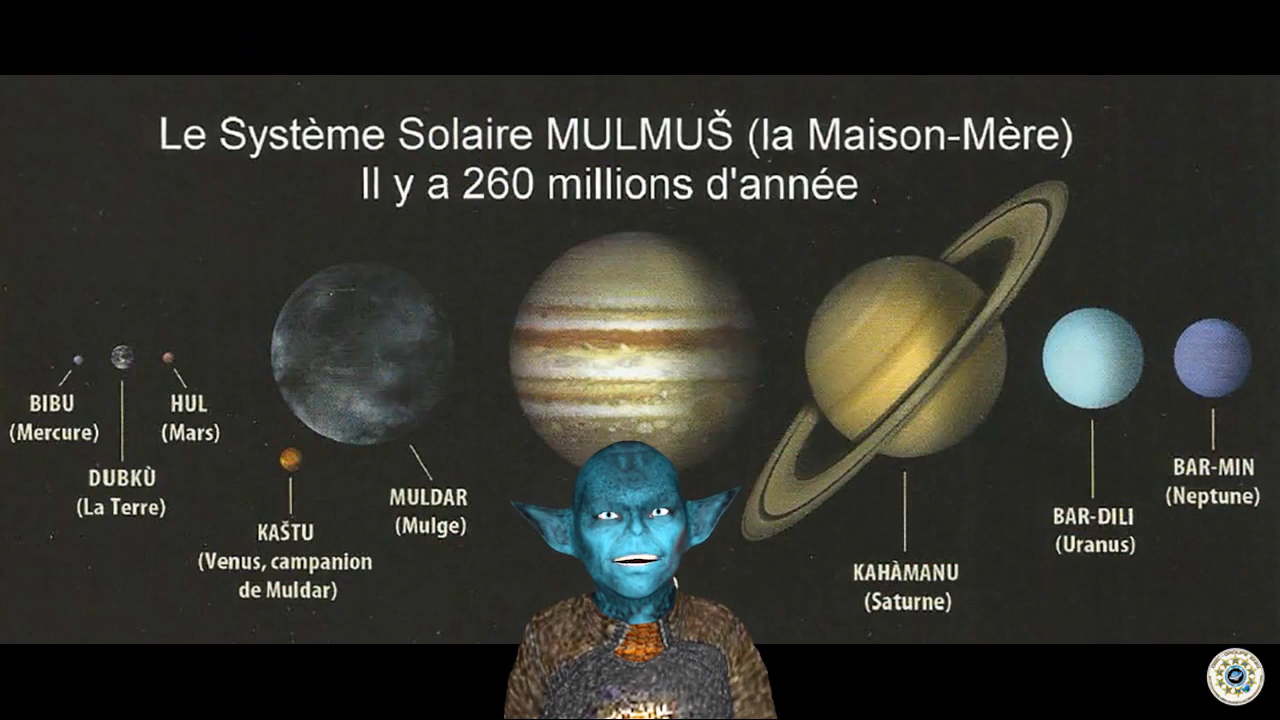 Le Système Solaire MULMUŠ (la Maison-Mère)
Il y a 260 millions d'année
BIBU
(Mercure)
HUL
(Mars)
DUBKÙ
(La Terre)
KAŠTU
(Venus, campanion
de Muldar)
MULDAR
(Mulge)
KAHÀMANU
(Saturne)
BAR-DILI
(Uranus)
BAR-MIN
(Neptune)